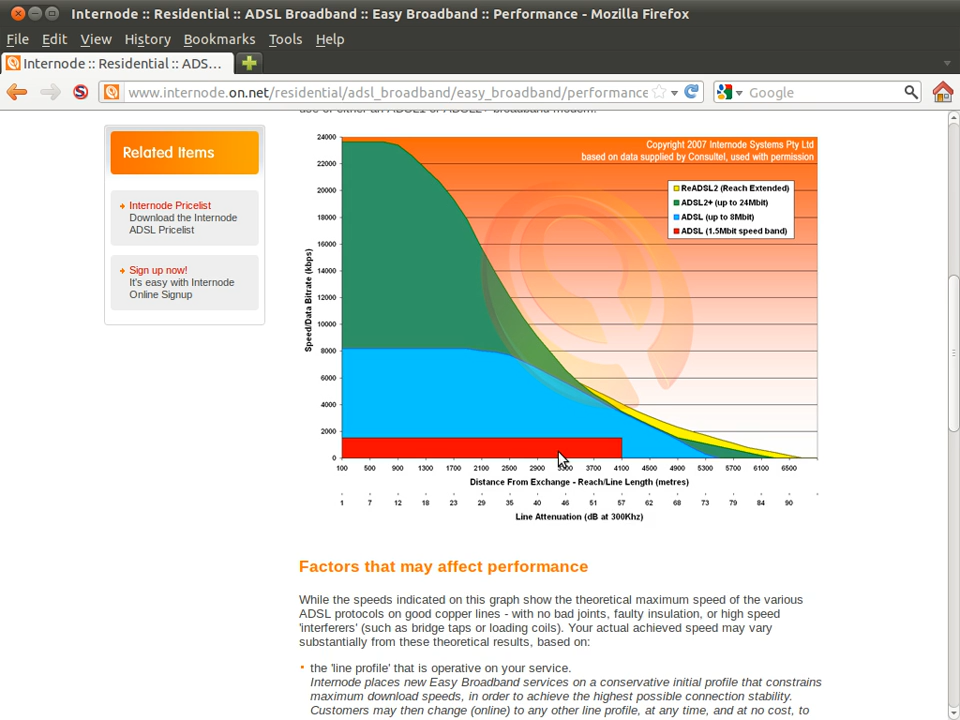 Internode :: Residential :: ADSL Broadband :: Easy Broadband :: Performance - Mozilla Firefox
File Edit View History Bookmarks Tools Help
Internode :: Residential :: ADS...
www.internode.on.net/residential/adsl_broadband/easy_broadband/performance
Google
Related Items
Internode Pricelist
Download the Internode
ADSL Pricelist
Sign up now!
It's easy with Internode
Online Signup
Copyright 2007 Internode Systems Pty Ltd
based on data supplied by Consultel, used with permission
ReADSL2 (Reach Extended)
ADSL2+ (up to 24Mbit)
ADSL (up to 8Mbit)
ADSL (1.5Mbit speed band)
Speed/Data Bitrate (kbps)
24000
22000
20000
18000
16000
14000
12000
10000
8000
6000
4000
2000
0
100 500 900 1300 1700 2100 2500 2900 3300 3700 4100 4500 4900 5300 5700 6100 6500
Distance From Exchange - Reach/Line Length (metres)
1 7 12 18 23 29 34 40 46 51 57 62 68 73 79 84 90
Line Attenuation (dB at 300Khz)
Factors that may affect performance
While the speeds indicated on this graph show the theoretical maximum speed of the various
ADSL protocols on good copper lines - with no bad joints, faulty insulation, or high speed
'interferers' (such as bridge taps or loading coils). Your actual achieved speed may vary
substantially from these theoretical results, based on:
the 'line profile' that is operative on your service.
Internode places new Easy Broadband services on a conservative initial profile that constrains
maximum download speeds, in order to achieve the highest possible connection stability.
Customers may then change (online) to any other line profile, at any time, and at no cost, to